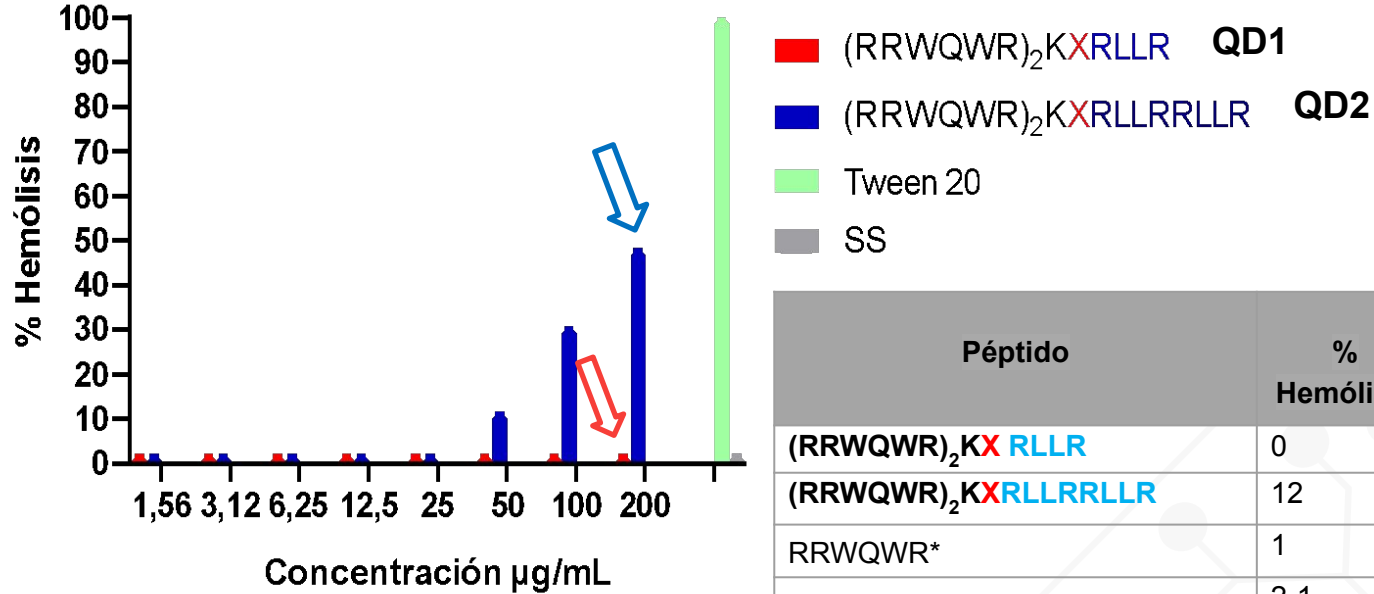 100
90
80
70
60
50
40
30
20
10
0
% Hemólisis
1,56 3,12 6,25 12,5 25 50 100 200
Concentración µg/mL
(RRWQWR)₂KXRLLR QD1
(RRWQWR)₂KXRLLRRLLR QD2
Tween 20
SS
Péptido %
Hemóli
(RRWQWR)₂KX RLLR 0
(RRWQWR)₂KXRLLRRLLR 12
RRWQWR* 1